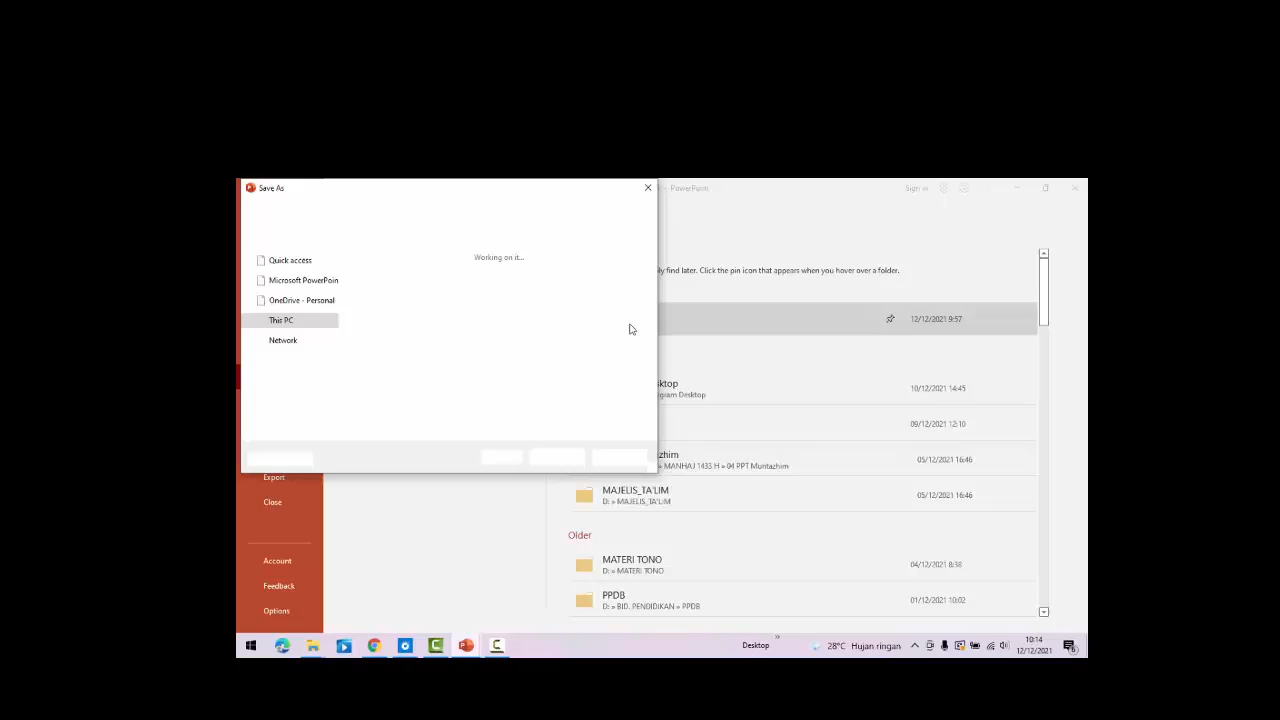 Save As
- PowerPoint
Sign in
Quick access
Working on it...
Microsoft PowerPoin
OneDrive - Personal
This PC
Network
ly find later. Click the pin icon that appears when you hover over a folder.
12/12/2021 9:57
sktop
gram Desktop
10/12/2021 14:45
09/12/2021 12:10
zhim
» MANHAJ 1433 H » 04 PPT Muntazhim
05/12/2021 16:46
MAJELIS_TA'LIM
D: » MAJELIS_TA'LIM
05/12/2021 16:46
Older
MATERI TONO
D: » MATERI TONO
04/12/2021 8:38
PPDB
D: » BID. PENDIDIKAN » PPDB
01/12/2021 10:02
Export
Close
Account
Feedback
Options
Desktop
28°C Hujan ringan
10:14
12/12/2021